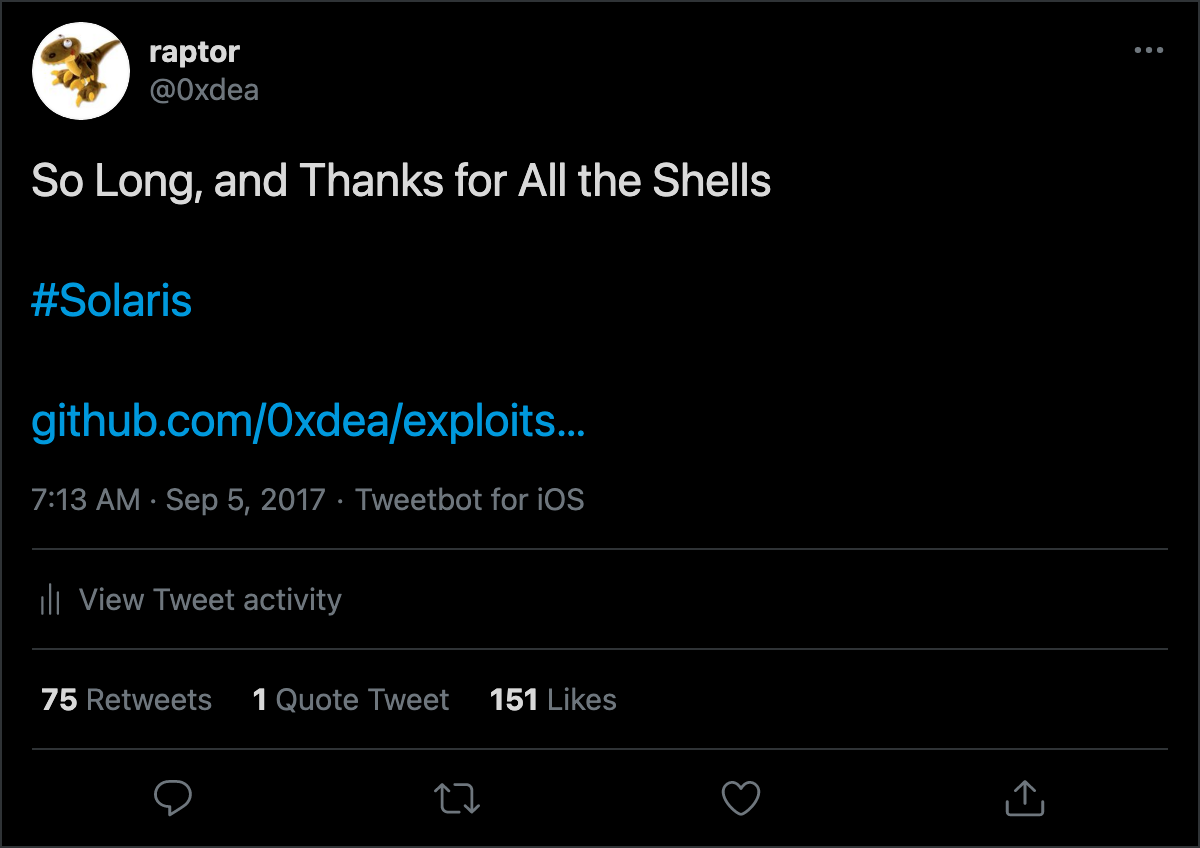 raptor
@0xdea
So Long, and Thanks for All the Shells
#Solaris
github.com/0xdea/exploits...
7:13 AM · Sep 5, 2017 · Tweetbot for iOS
View Tweet activity
75 Retweets 1 Quote Tweet 151 Likes